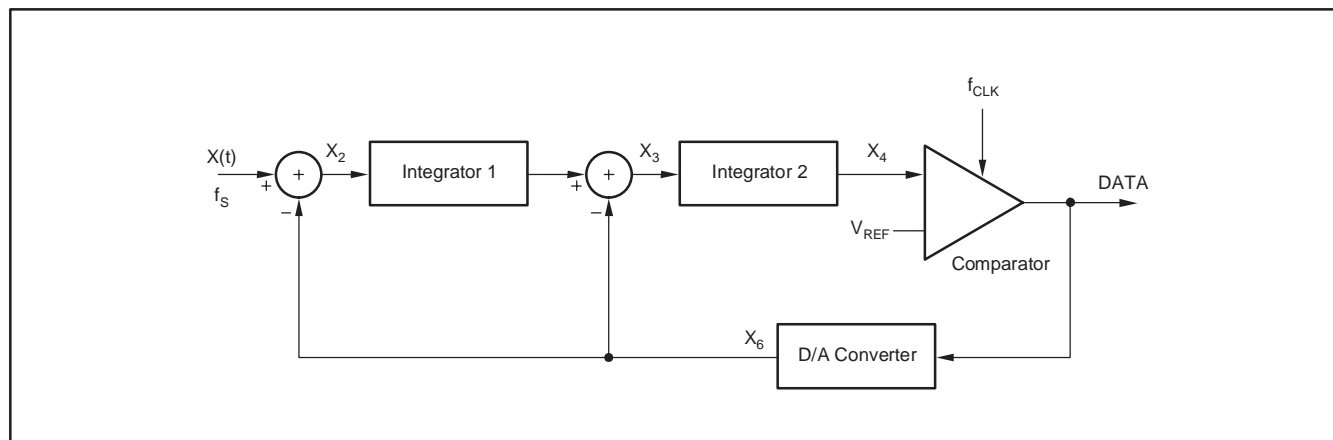 f_CLK
X(t)
f_S
X_2
Integrator 1
X_3
Integrator 2
X_4
DATA
+
+
+
+
−
−
V_REF
Comparator
X_6
D/A Converter